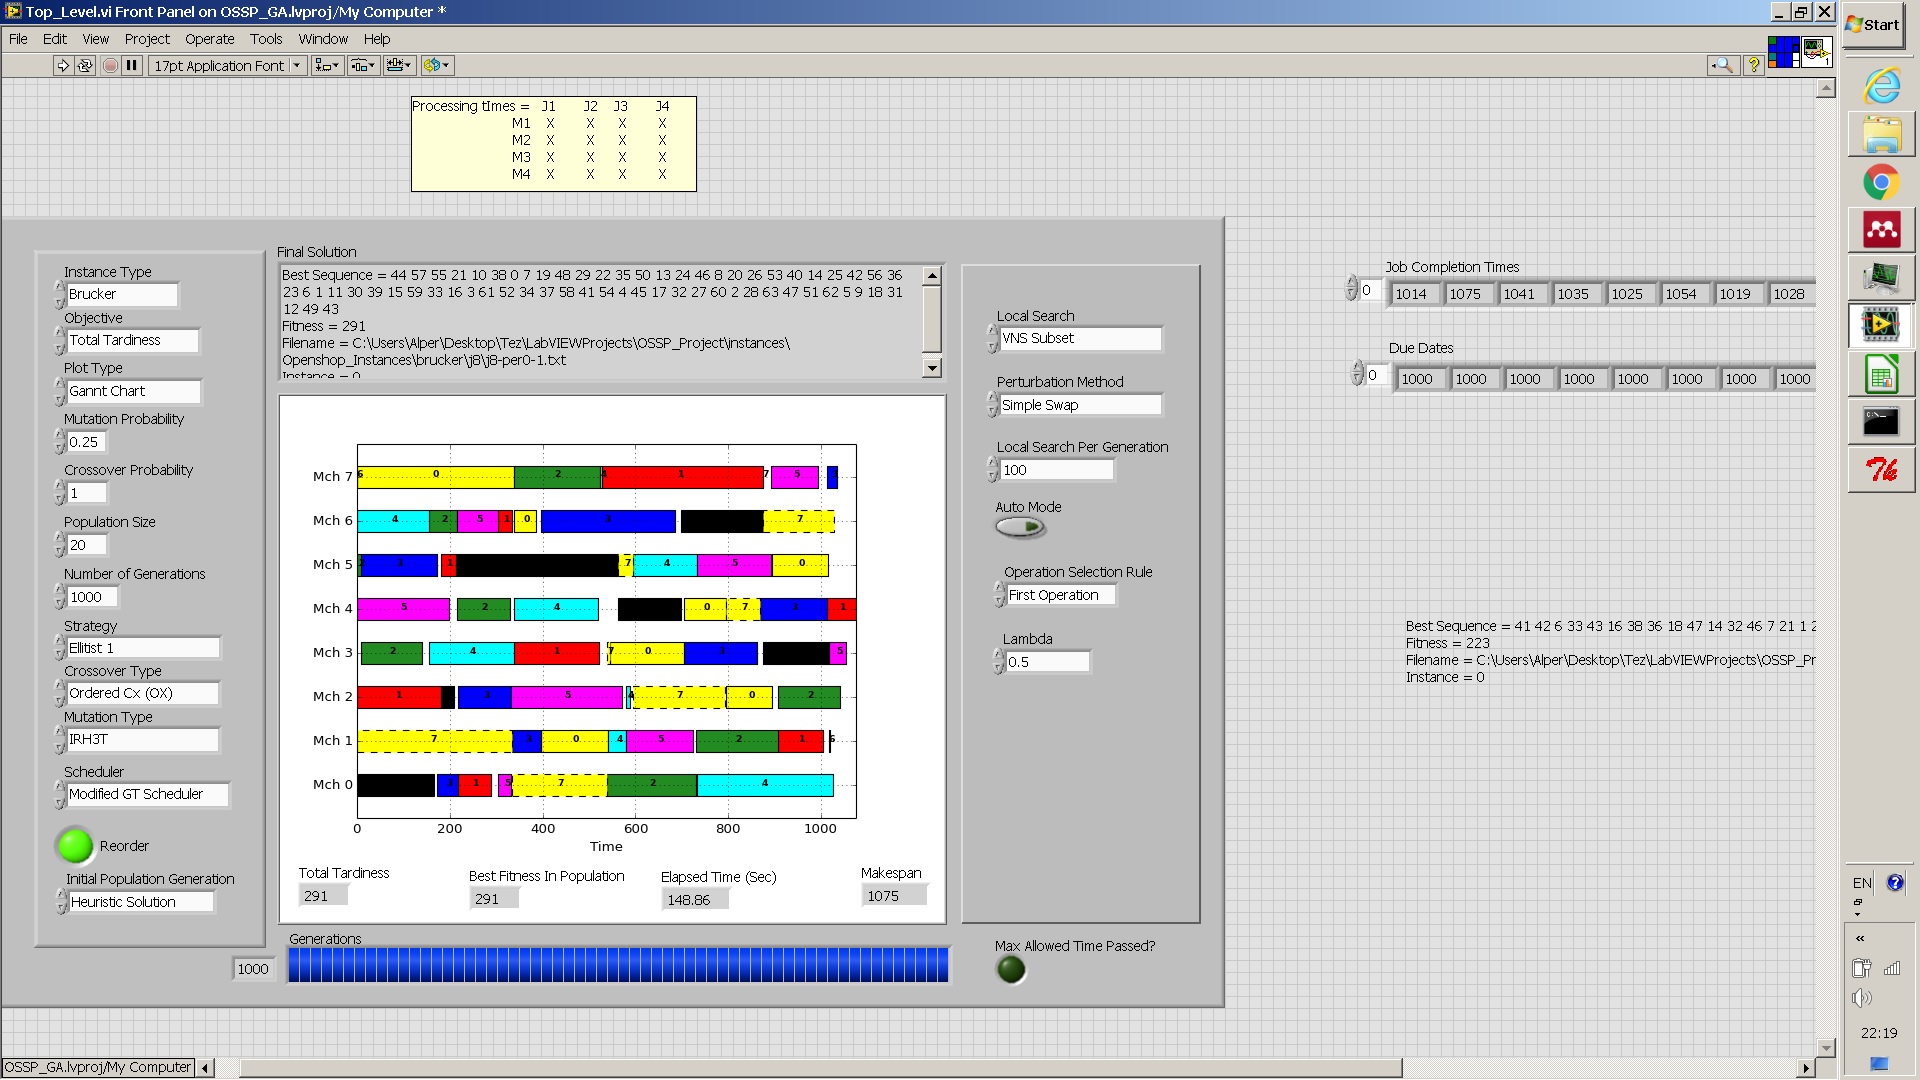 Top_Level.vi Front Panel on OSSP_GA.lvproj/My Computer *
Start
File Edit View Project Operate Tools Window Help
17pt Application Font
Processing tImes = J1 J2 J3 J4
M1 X X X X
M2 X X X X
M3 X X X X
M4 X X X X
Instance Type
Brucker
Objective
Total Tardiness
Plot Type
Gannt Chart
Mutation Probability
0.25
Crossover Probability
1
Population Size
20
Number of Generations
1000
Strategy
Ellitist 1
Crossover Type
Ordered Cx (OX)
Mutation Type
IRH3T
Scheduler
Modified GT Scheduler
Reorder
Initial Population Generation
Heuristic Solution
Final Solution
Best Sequence = 44 57 55 21 10 38 0 7 19 48 29 22 35 50 13 24 46 8 20 26 53 40 14 25 42 56 36
23 6 1 11 30 39 15 59 33 16 3 61 52 34 37 58 41 54 4 45 17 32 27 60 2 28 63 47 51 62 5 9 18 31
12 49 43
Fitness = 291
Filename = C:\Users\Alper\Desktop\Tez\LabVIEWProjects\OSSP_Project\instances\
Openshop_Instances\brucker\j8\j8-per0-1.txt
Instance = 0
Mch 7 6 0 2 4 1 7 5
Mch 6 4 2 5 1 0 3 7
Mch 5 2 3 1 7 4 5 0
Mch 4 5 2 4 0 7 3 1
Mch 3 2 4 1 7 0 3 5
Mch 2 1 3 5 4 7 0 2
Mch 1 7 3 0 4 5 2 1 6
Mch 0 3 1 5 7 2 4
0 200 400 600 800 1000
Time
Total Tardiness
291
Best Fitness In Population
291
Elapsed Time (Sec)
148.86
Makespan
1075
Generations
1000
Local Search
VNS Subset
Perturbation Method
Simple Swap
Local Search Per Generation
100
Auto Mode
Operation Selection Rule
First Operation
Lambda
0.5
Max Allowed Time Passed?
Job Completion Times
0 1014 1075 1041 1035 1025 1054 1019 1028
Due Dates
0 1000 1000 1000 1000 1000 1000 1000 1000
Best Sequence = 41 42 6 33 43 16 38 36 18 47 14 32 46 7 21 1 2
Fitness = 223
Filename = C:\Users\Alper\Desktop\Tez\LabVIEWProjects\OSSP_Pr
Instance = 0
OSSP_GA.lvproj/My Computer
EN
22:19